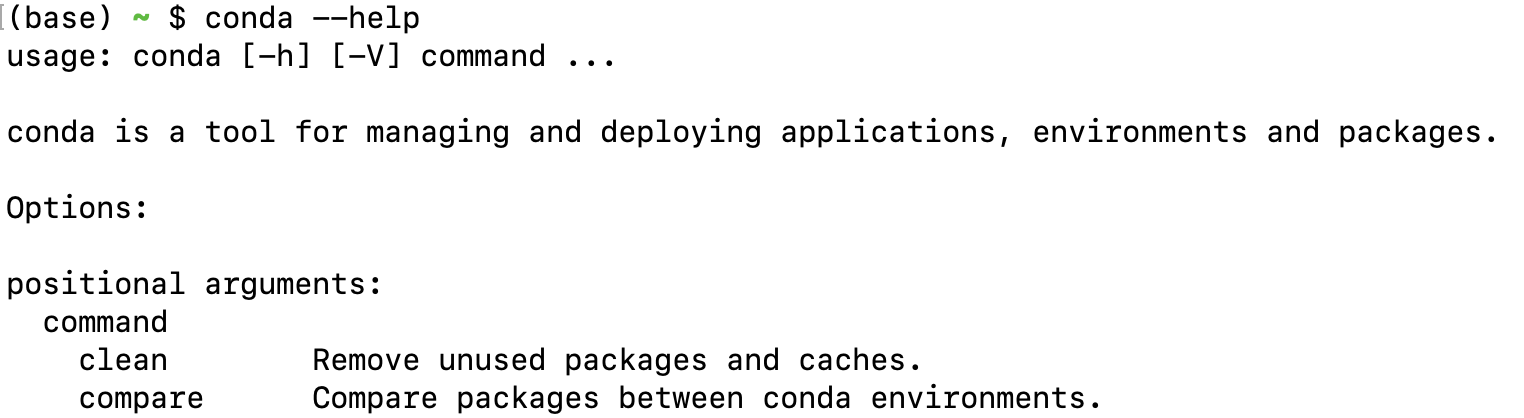 (base) ~ $ conda --help
usage: conda [-h] [-V] command ...
conda is a tool for managing and deploying applications, environments and packages.
Options:
positional arguments:
command
clean Remove unused packages and caches.
compare Compare packages between conda environments.